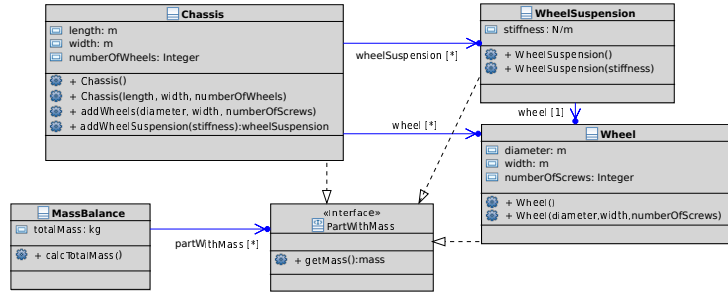 Chassis
length: m
width: m
numberOfWheels: Integer
+ Chassis()
+ Chassis(length, width, numberOfWheels)
+ addWheels(diameter, width, numberOfScrews)
+ addWheelSuspension(stiffness):wheelSuspension
wheelSuspension [*]
WheelSuspension
stiffness: N/m
+ WheelSuspension()
+ WheelSuspension(stiffness)
wheel [1]
wheel [*]
Wheel
diameter: m
width: m
numberOfScrews: Integer
+ Wheel()
+ Wheel(diameter,width,numberOfScrews)
MassBalance
totalMass: kg
+ calcTotalMass()
partWithMass [*]
«Interface»
PartWithMass
+ getMass():mass